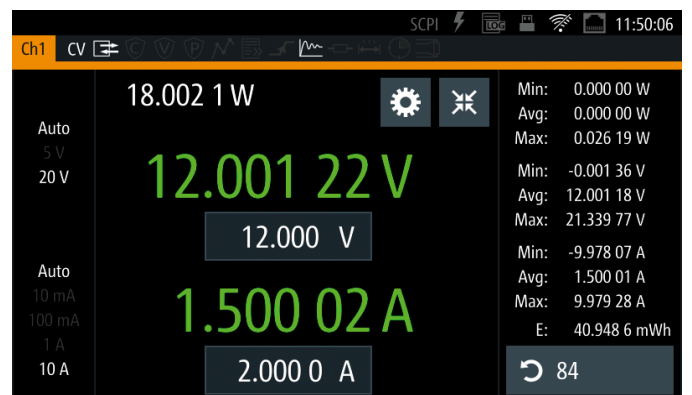 SCPI LOG 11:50:06
Ch1 CV C V P
18.002 1 W
Auto
5 V
20 V
12.001 22 V
12.000 V
Auto
10 mA
100 mA
1 A
10 A
1.500 02 A
2.000 0 A
Min: 0.000 00 W
Avg: 0.000 00 W
Max: 0.026 19 W
Min: -0.001 36 V
Avg: 12.001 18 V
Max: 21.339 77 V
Min: -9.978 07 A
Avg: 1.500 01 A
Max: 9.979 28 A
E: 40.948 6 mWh
84